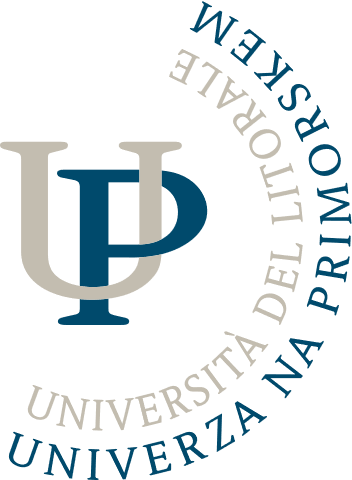 UP
UNIVERSITÀ DEL LITORALE
UNIVERZA NA PRIMORSKEM